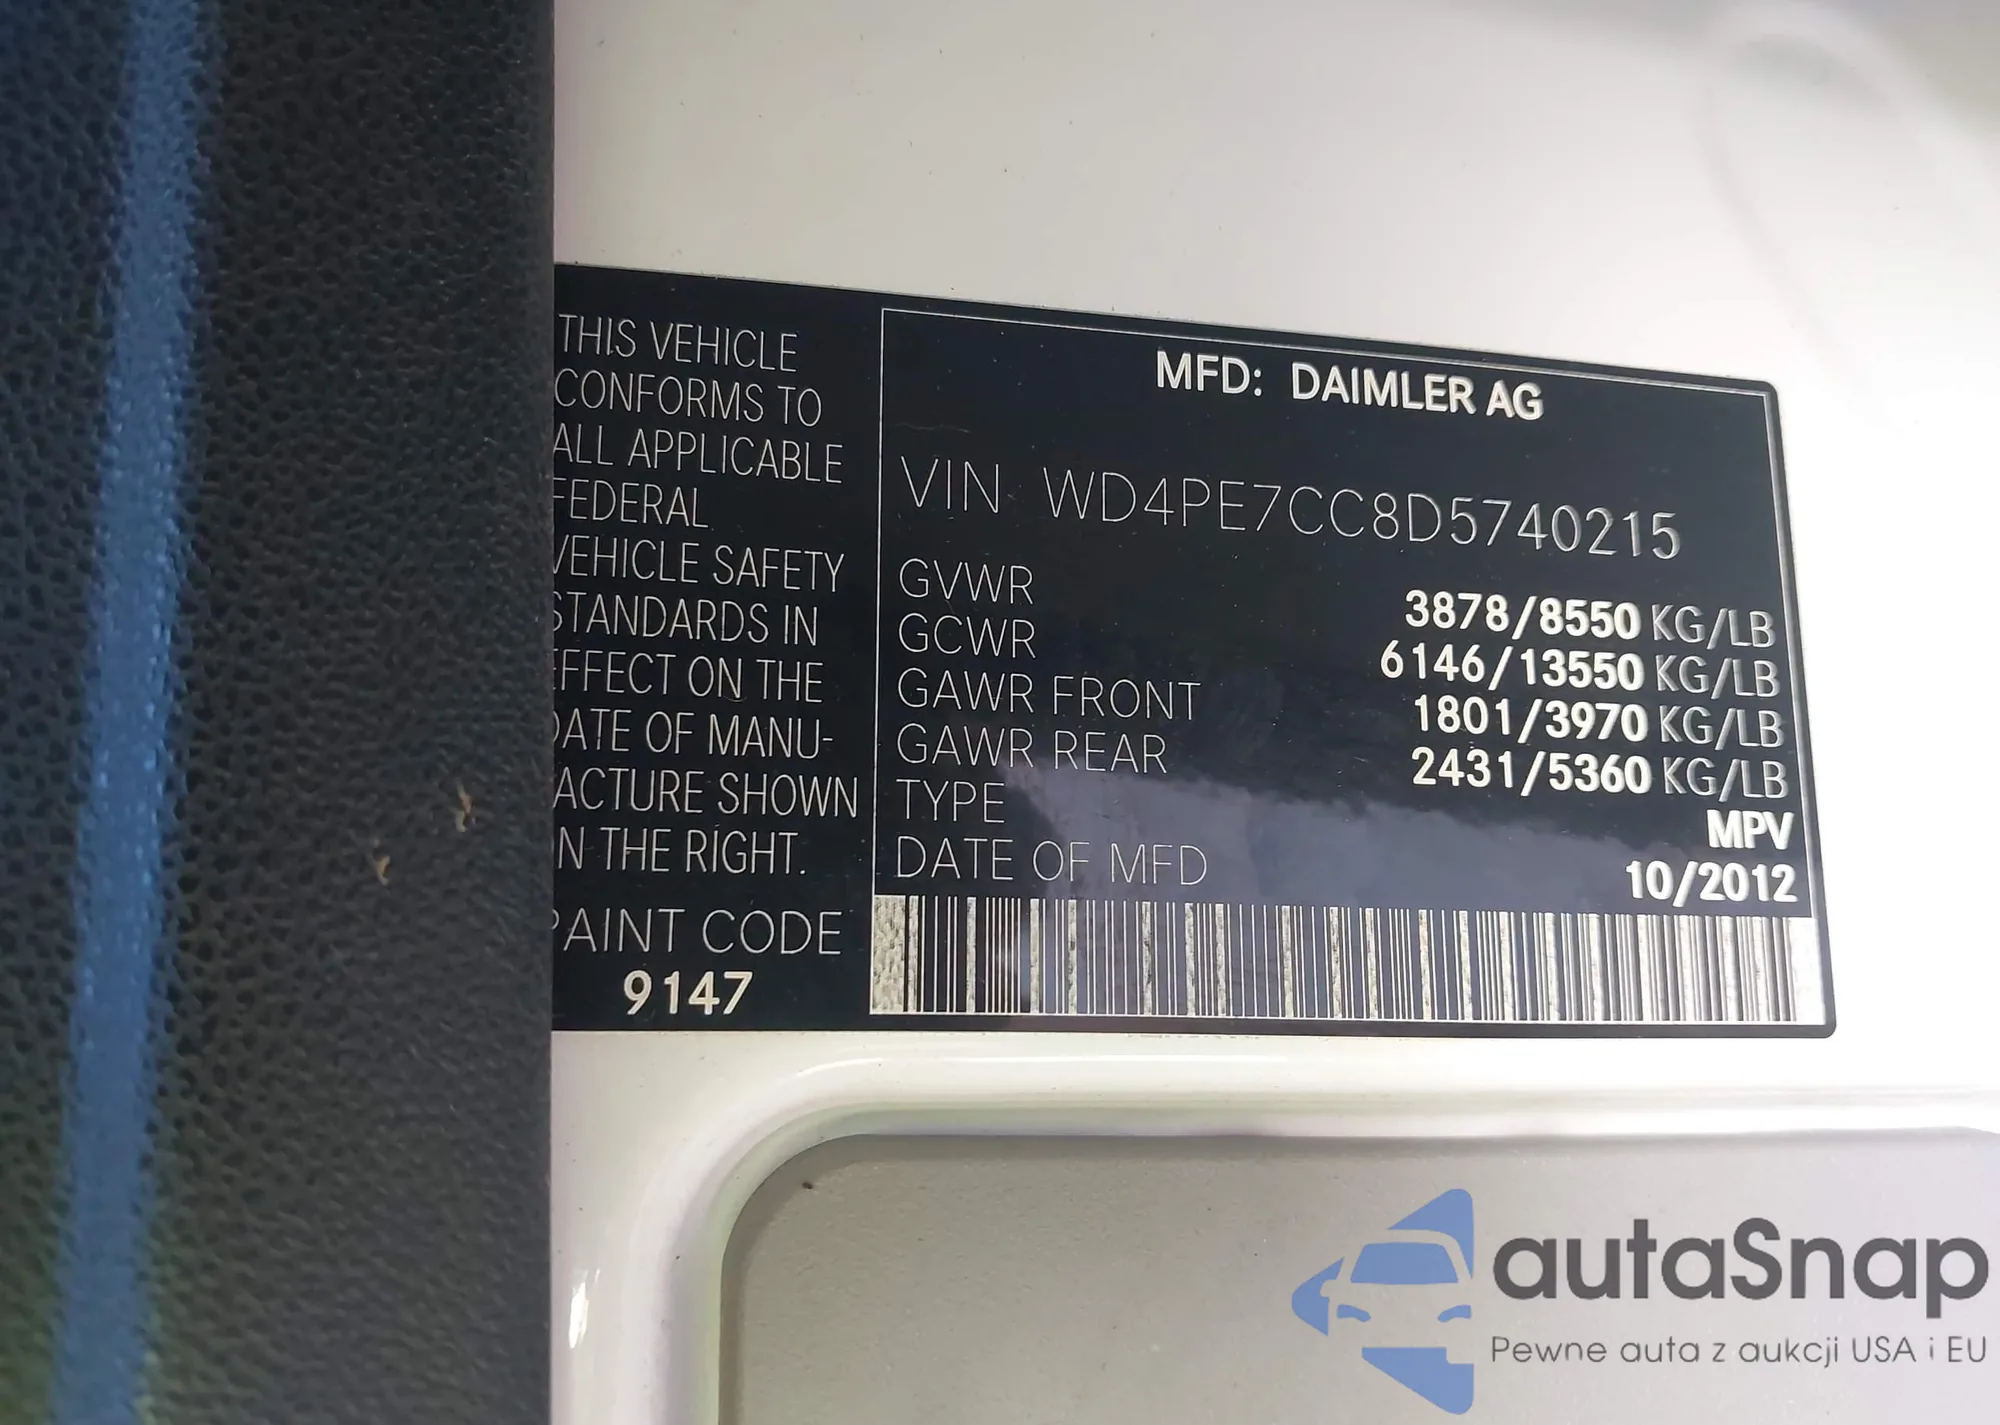 THIS VEHICLE
CONFORMS TO
ALL APPLICABLE
FEDERAL
VEHICLE SAFETY
STANDARDS IN
EFFECT ON THE
DATE OF MANU-
FACTURE SHOWN
IN THE RIGHT.
PAINT CODE
9147
MFD: DAIMLER AG
VIN WD4PE7CC8D5740215
GVWR 3878/8550 KG/LB
GCWR 6146/13550 KG/LB
GAWR FRONT 1801/3970 KG/LB
GAWR REAR 2431/5360 KG/LB
TYPE MPV
DATE OF MFD 10/2012
autaSnap
Pewne auta z aukcji USA i EU